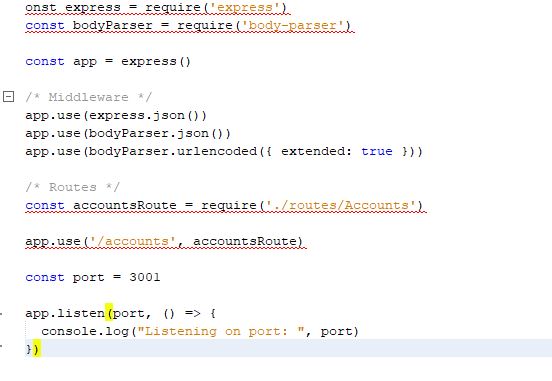 onst express = require('express')
const bodyParser = require('body-parser')
const app = express()
/* Middleware */
app.use(express.json())
app.use(bodyParser.json())
app.use(bodyParser.urlencoded({ extended: true }))
/* Routes */
const accountsRoute = require('./routes/Accounts')
app.use('/accounts', accountsRoute)
const port = 3001
app.listen(port, () => {
  console.log("Listening on port: ", port)
})